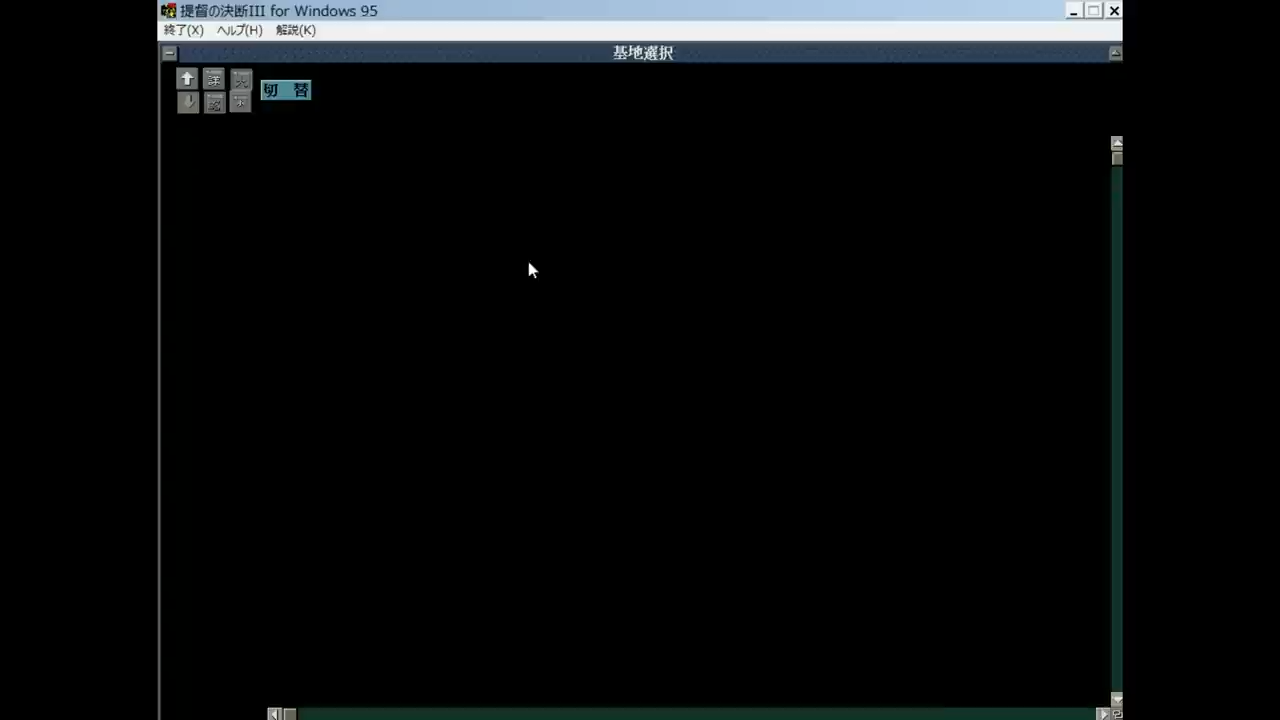 提督の決断III for Windows 95
終了(X) ヘルプ(H) 解説(K)
基地選択
詳
切 替